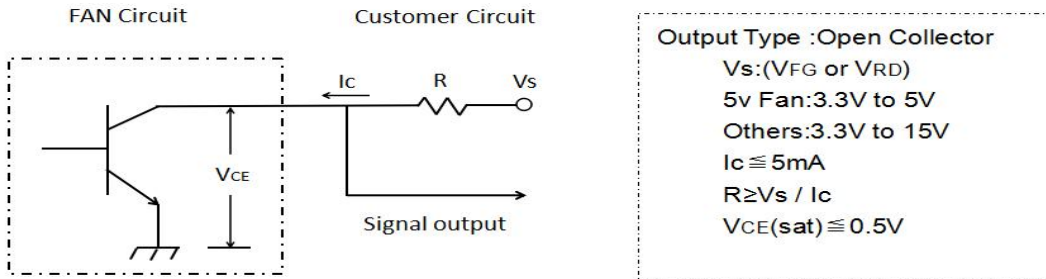 FAN Circuit
Customer Circuit
Ic
R
Vs
VCE
Signal output
Output Type :Open Collector
Vs:(VFG or VRD)
5v Fan:3.3V to 5V
Others:3.3V to 15V
Ic≦5mA
R≥Vs / Ic
VCE(sat)≦0.5V